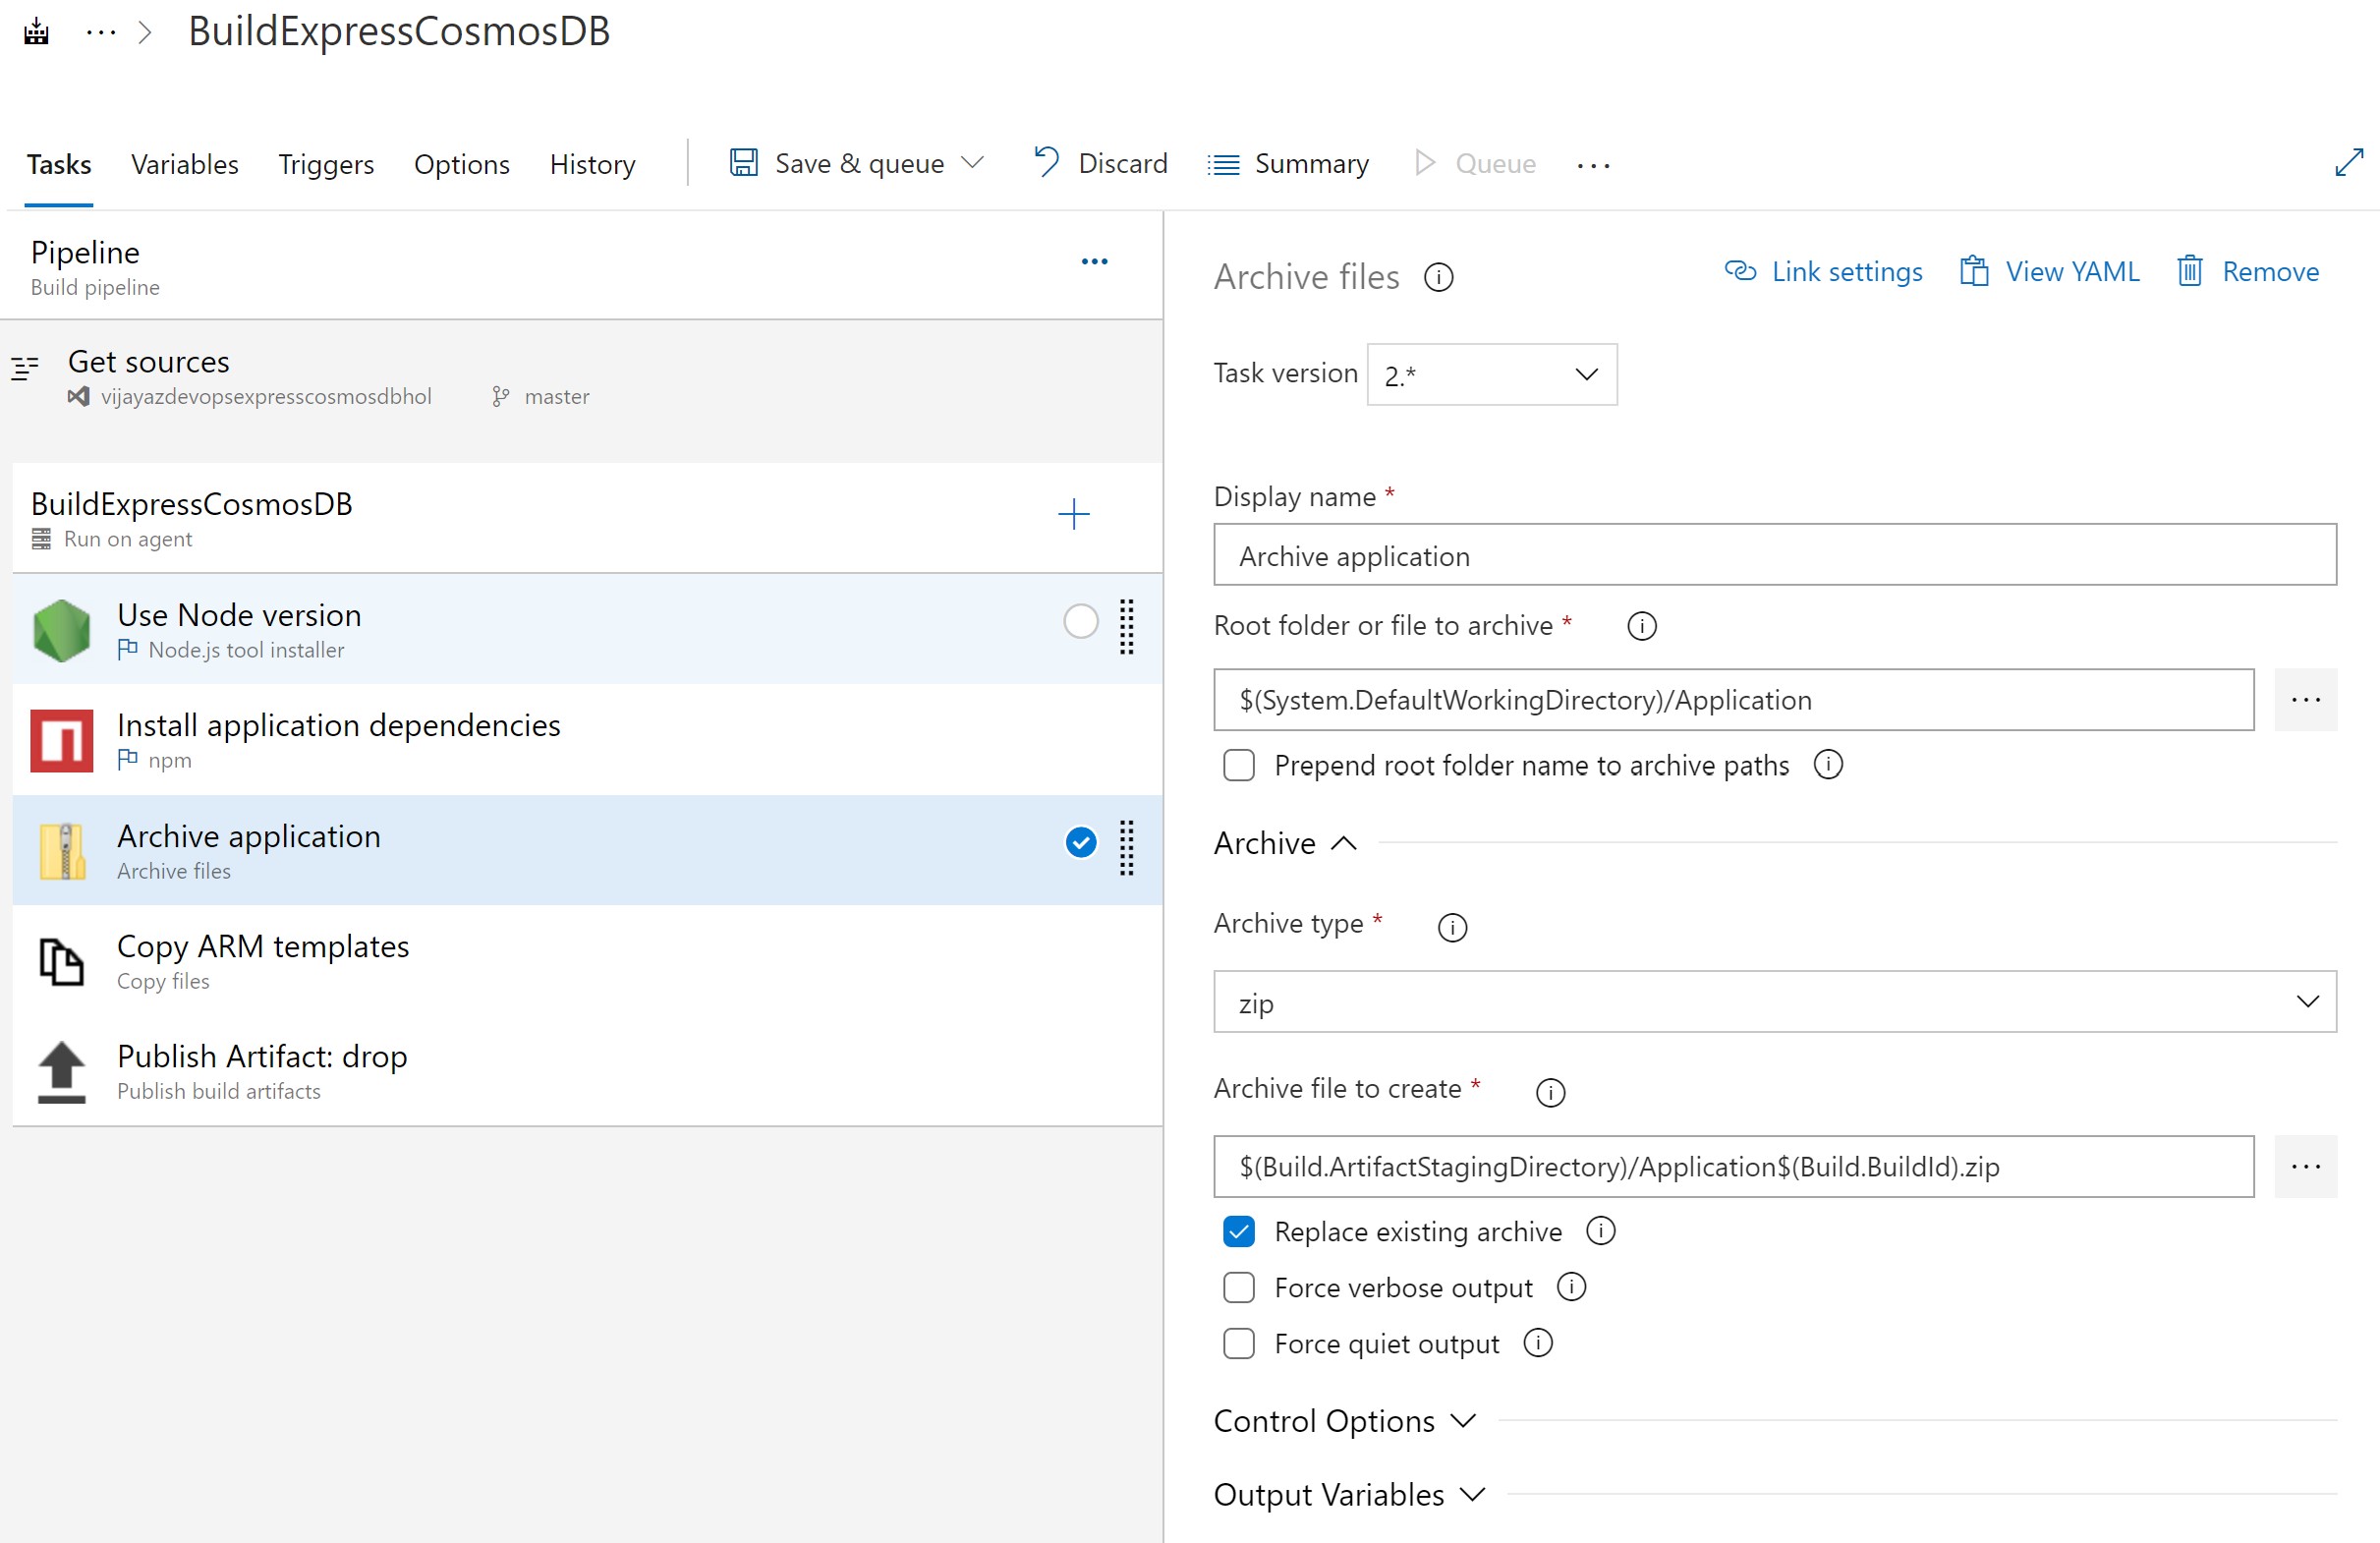 BuildExpressCosmosDB
Tasks Variables Triggers Options History Save & queue Discard Summary Queue
Pipeline
Build pipeline
Get sources
vijayazdevopsexpresscosmosdbhol master
BuildExpressCosmosDB
Run on agent
Use Node version
Node.js tool installer
Install application dependencies
npm
Archive application
Archive files
Copy ARM templates
Copy files
Publish Artifact: drop
Publish build artifacts
Archive files Link settings View YAML Remove
Task version 2.*
Display name *
Archive application
Root folder or file to archive *
$(System.DefaultWorkingDirectory)/Application
Prepend root folder name to archive paths
Archive
Archive type *
zip
Archive file to create *
$(Build.ArtifactStagingDirectory)/Application$(Build.BuildId).zip
Replace existing archive
Force verbose output
Force quiet output
Control Options
Output Variables